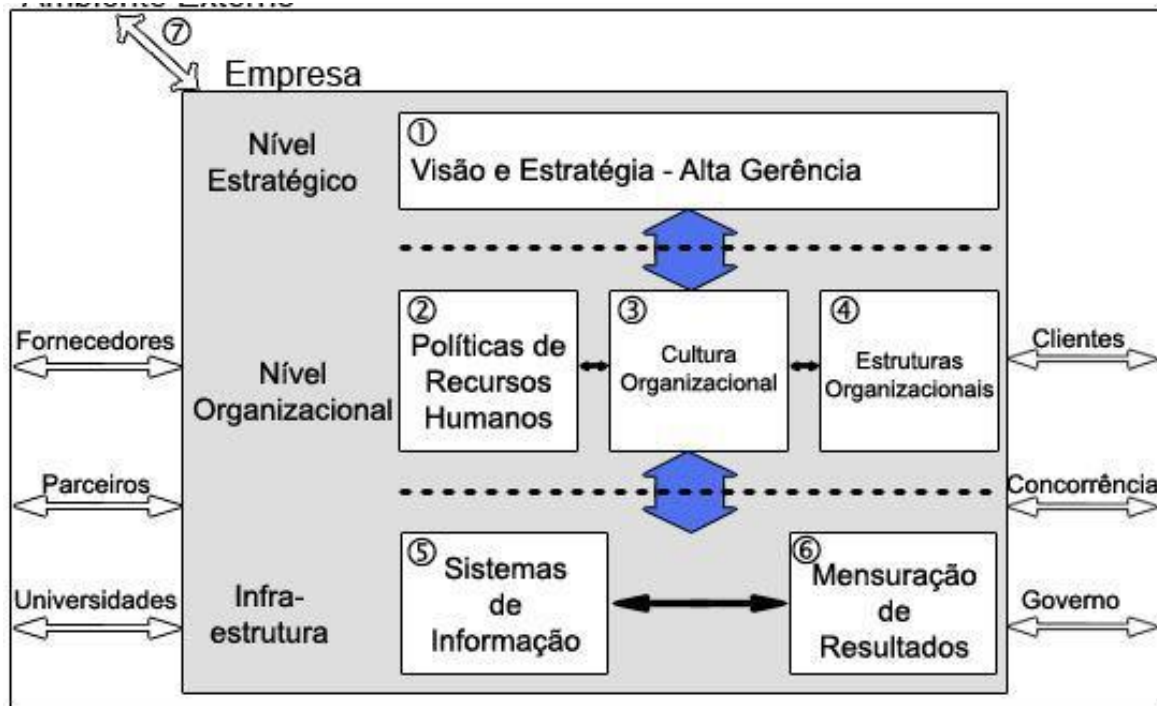 Ambiente Externo
⑦
Empresa
Nível
Estratégico
①
Visão e Estratégia - Alta Gerência
Fornecedores
Nível
Organizacional
②
Políticas de
Recursos
Humanos
③
Cultura
Organizacional
④
Estruturas
Organizacionais
Clientes
Parceiros
Concorrência
Universidades
Infra-
estrutura
⑤
Sistemas
de
Informação
⑥
Mensuração
de
Resultados
Governo